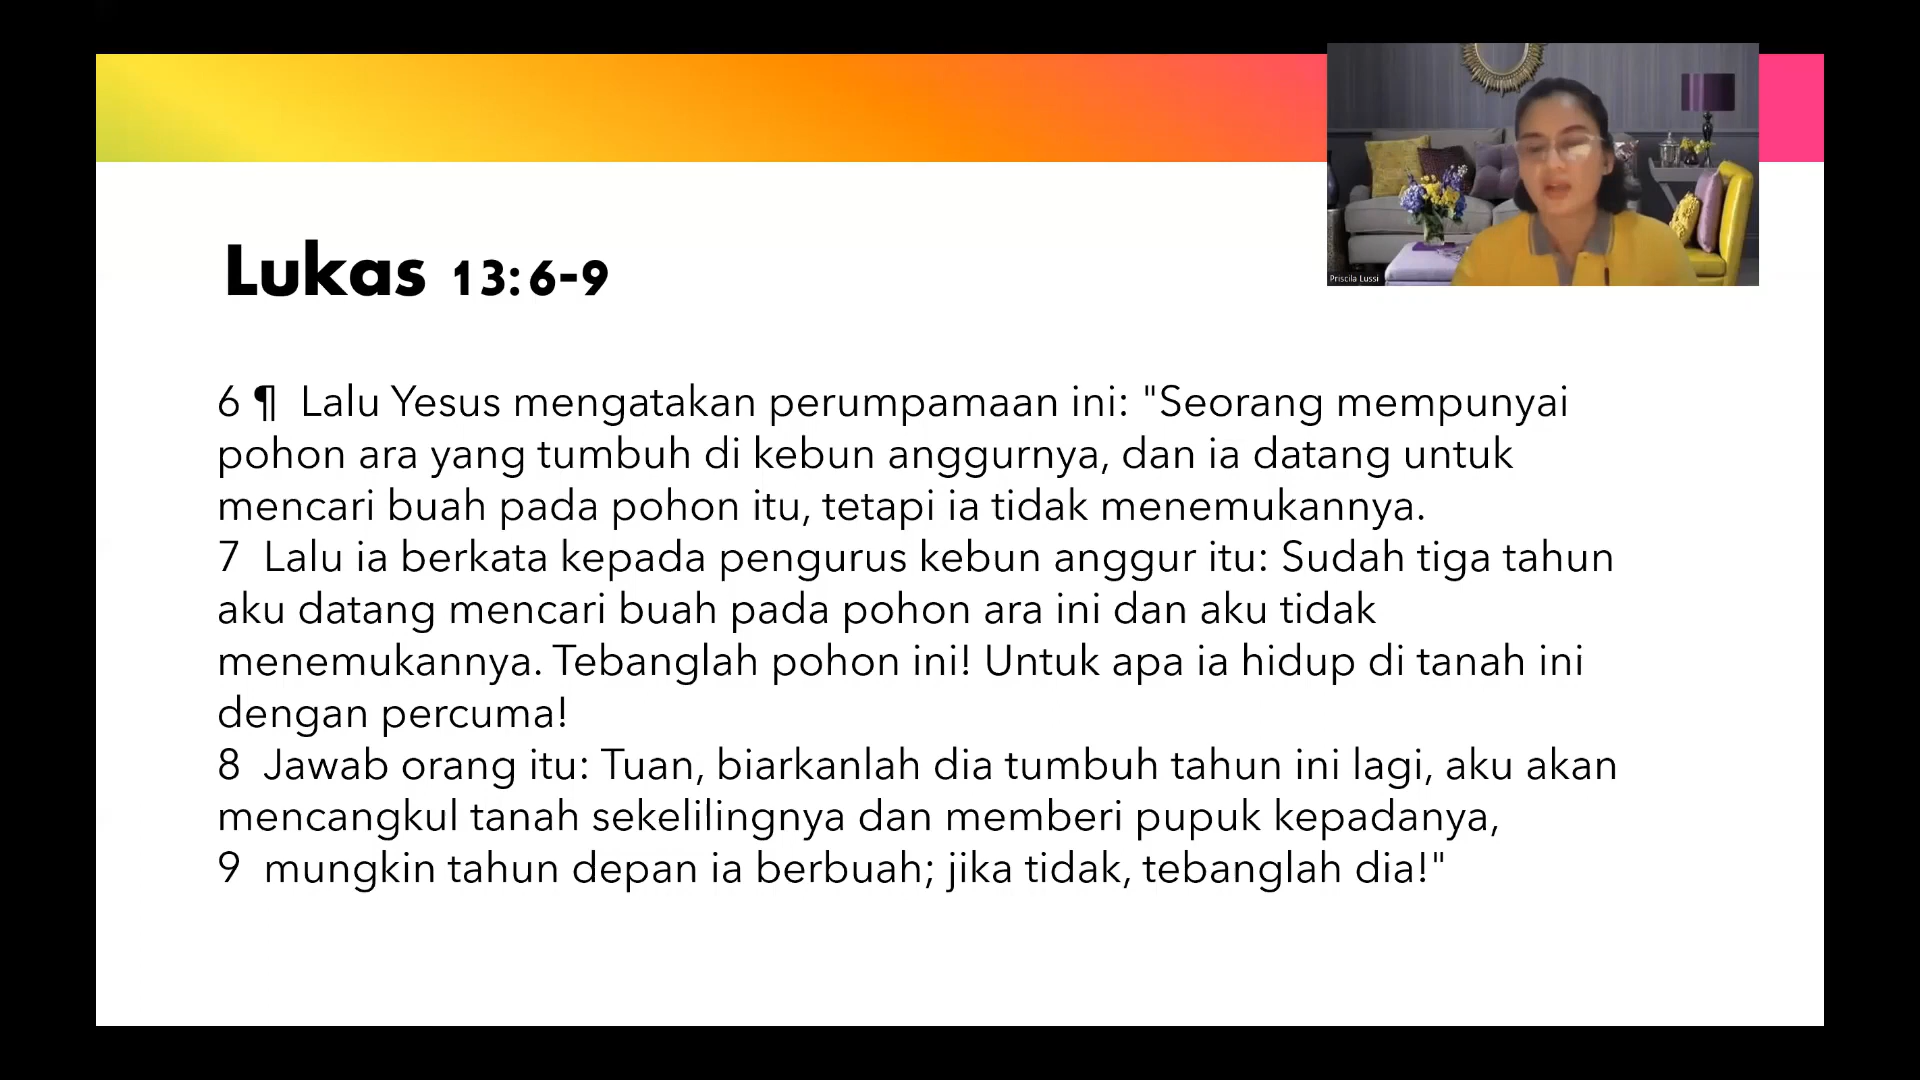 Priscila Lussi
Lukas 13:6-9
6 ¶ Lalu Yesus mengatakan perumpamaan ini: "Seorang mempunyai
pohon ara yang tumbuh di kebun anggurnya, dan ia datang untuk
mencari buah pada pohon itu, tetapi ia tidak menemukannya.
7 Lalu ia berkata kepada pengurus kebun anggur itu: Sudah tiga tahun
aku datang mencari buah pada pohon ara ini dan aku tidak
menemukannya. Tebanglah pohon ini! Untuk apa ia hidup di tanah ini
dengan percuma!
8 Jawab orang itu: Tuan, biarkanlah dia tumbuh tahun ini lagi, aku akan
mencangkul tanah sekelilingnya dan memberi pupuk kepadanya,
9 mungkin tahun depan ia berbuah; jika tidak, tebanglah dia!"